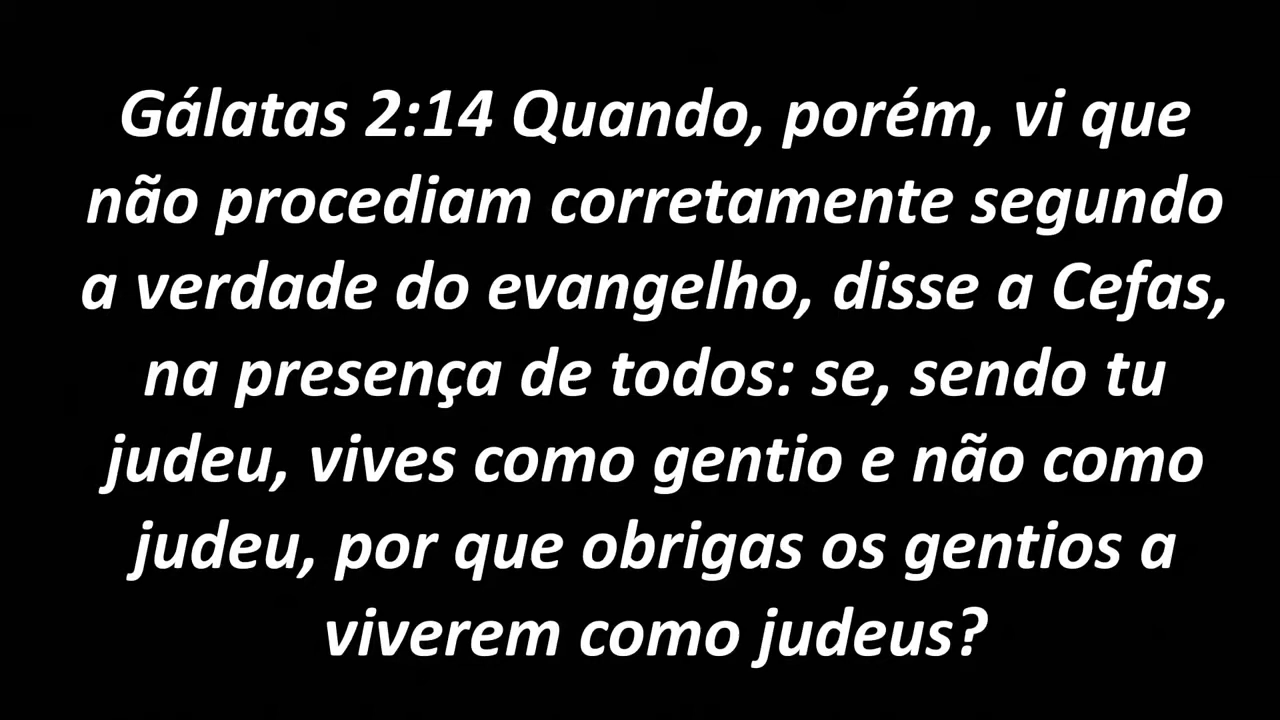 Gálatas 2:14 Quando, porém, vi que
não procediam corretamente segundo
a verdade do evangelho, disse a Cefas,
na presença de todos: se, sendo tu
judeu, vives como gentio e não como
judeu, por que obrigas os gentios a
viverem como judeus?